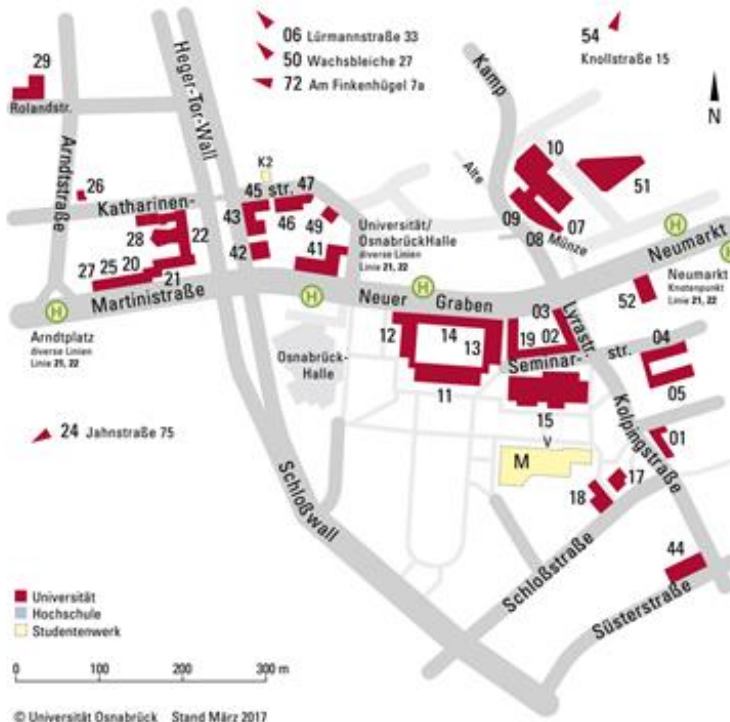 29
Rolandstr.
Arndtstraße
Heger-Tor-Wall
06 Lürmannstraße 33
50 Wachsbleiche 27
72 Am Finkenhügel 7a
54
Knollstraße 15
N
Kamp
Alte
Münze
10
51
09
08
07
K2
26
Katharinen-
str.
45
47
43
46
49
42
41
28
22
27
25
20
21
Martinistraße
Universität/
OsnabrückHalle
diverse Linien
Linie 21, 22
Neuer
Graben
Neumarkt
Neumarkt
Knotenpunkt
Linie 21, 22
H
H
H
H
H
52
Arndtplatz
diverse Linien
Linie 21, 22
Osnabrück-
Halle
12
14
13
11
03
19
02
Lyrastr.
Seminar-
str.
04
05
15
M
01
17
18
Kolpingstraße
24 Jahnstraße 75
Schloßwall
Schloßstraße
44
Süsterstraße
Universität
Hochschule
Studentenwerk
0
100
200
300 m
© Universität Osnabrück Stand März 2017